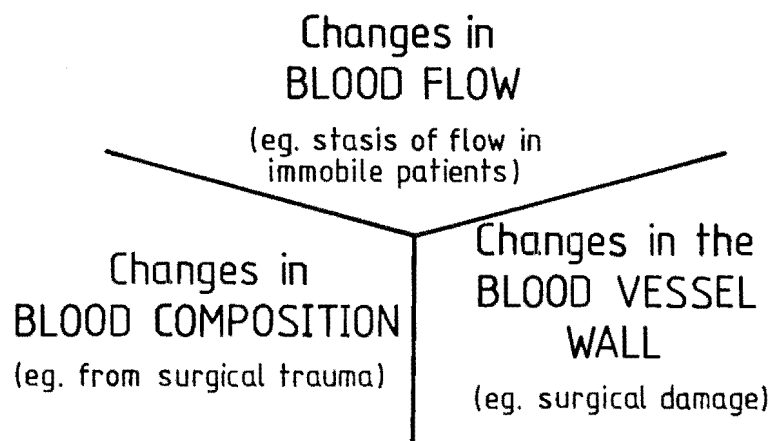 Changes in
BLOOD FLOW
(eg. stasis of flow in
immobile patients)
Changes in
BLOOD COMPOSITION
(eg. from surgical trauma)
Changes in the
BLOOD VESSEL
WALL
(eg. surgical damage)